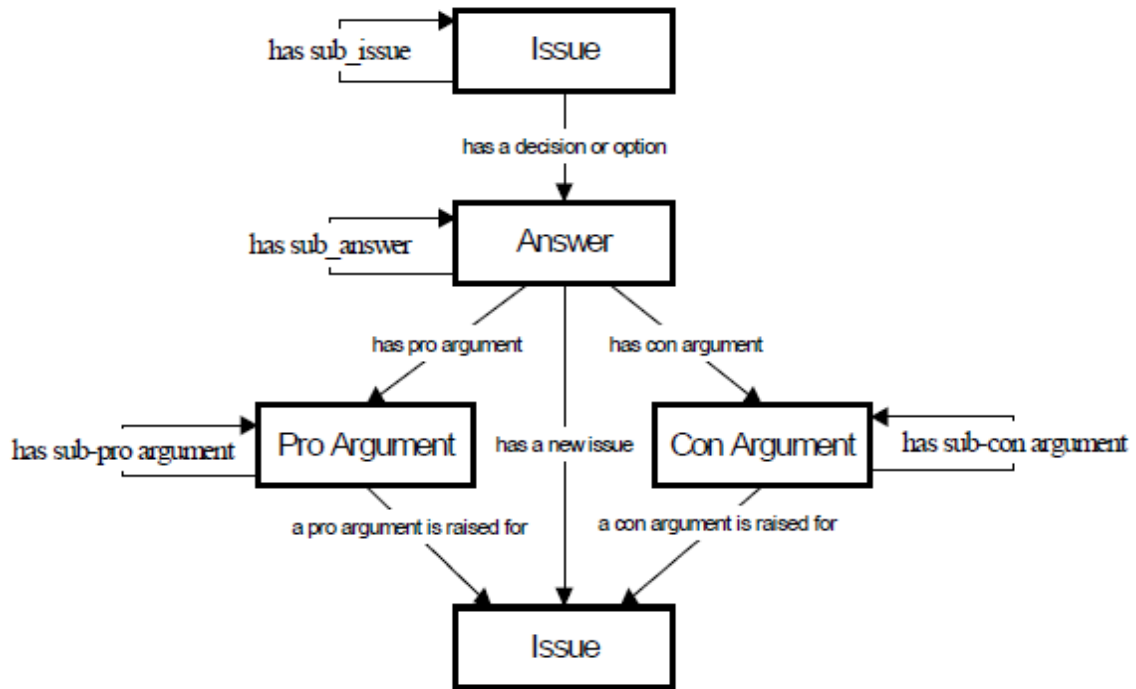 Issue
has sub_issue
has a decision or option
Answer
has sub_answer
has pro argument
has con argument
Pro Argument
Con Argument
has sub-pro argument
has a new issue
has sub-con argument
a pro argument is raised for
a con argument is raised for
Issue